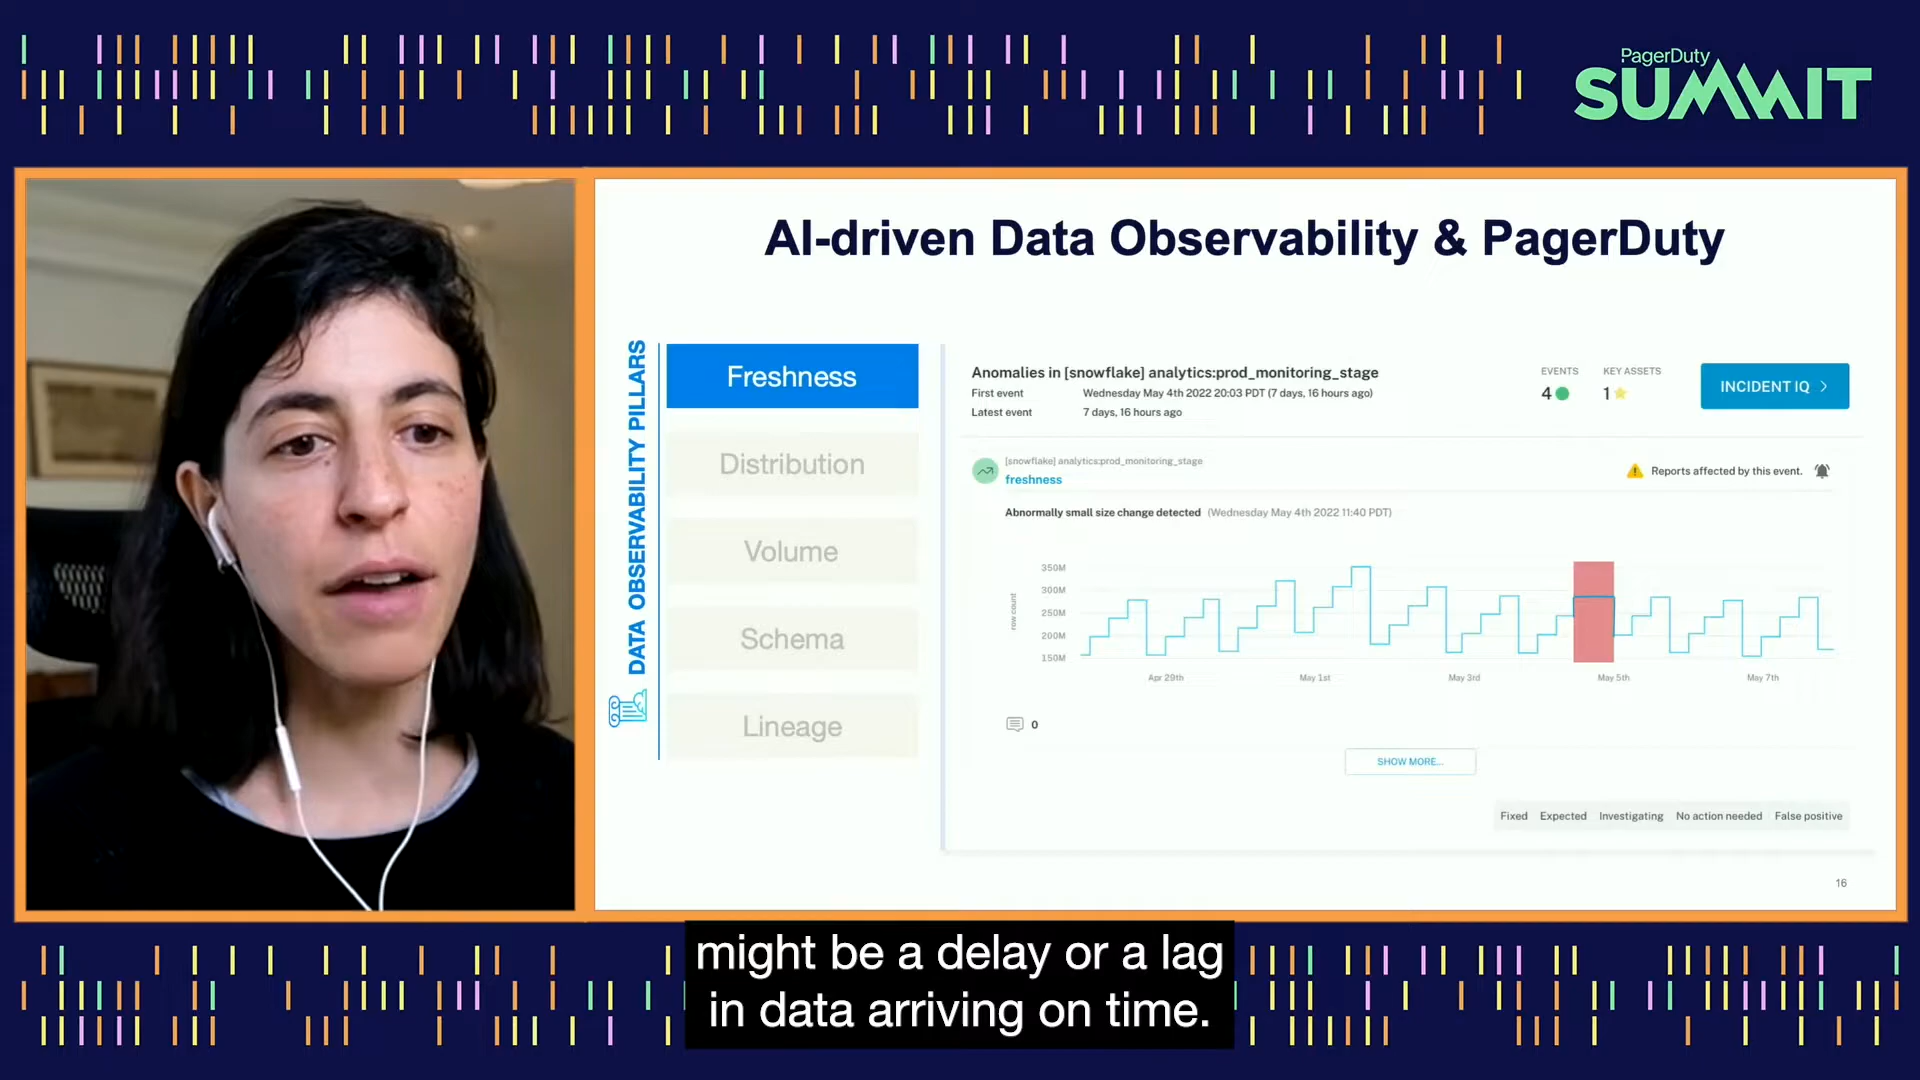 PagerDuty
SUMMIT
AI-driven Data Observability & PagerDuty
DATA OBSERVABILITY PILLARS
Freshness
Distribution
Volume
Schema
Lineage
Anomalies in [snowflake] analytics:prod_monitoring_stage
First event Wednesday May 4th 2022 20:03 PDT (7 days, 16 hours ago)
Latest event 7 days, 16 hours ago
EVENTS KEY ASSETS
4 1
INCIDENT IQ >
[snowflake] analytics:prod_monitoring_stage
freshness
Reports affected by this event.
Abnormally small size change detected (Wednesday May 4th 2022 11:40 PDT)
row count
350M
300M
250M
200M
150M
Apr 29th May 1st May 3rd May 5th May 7th
0
SHOW MORE...
Fixed Expected Investigating No action needed False positive
16
might be a delay or a lag
in data arriving on time.